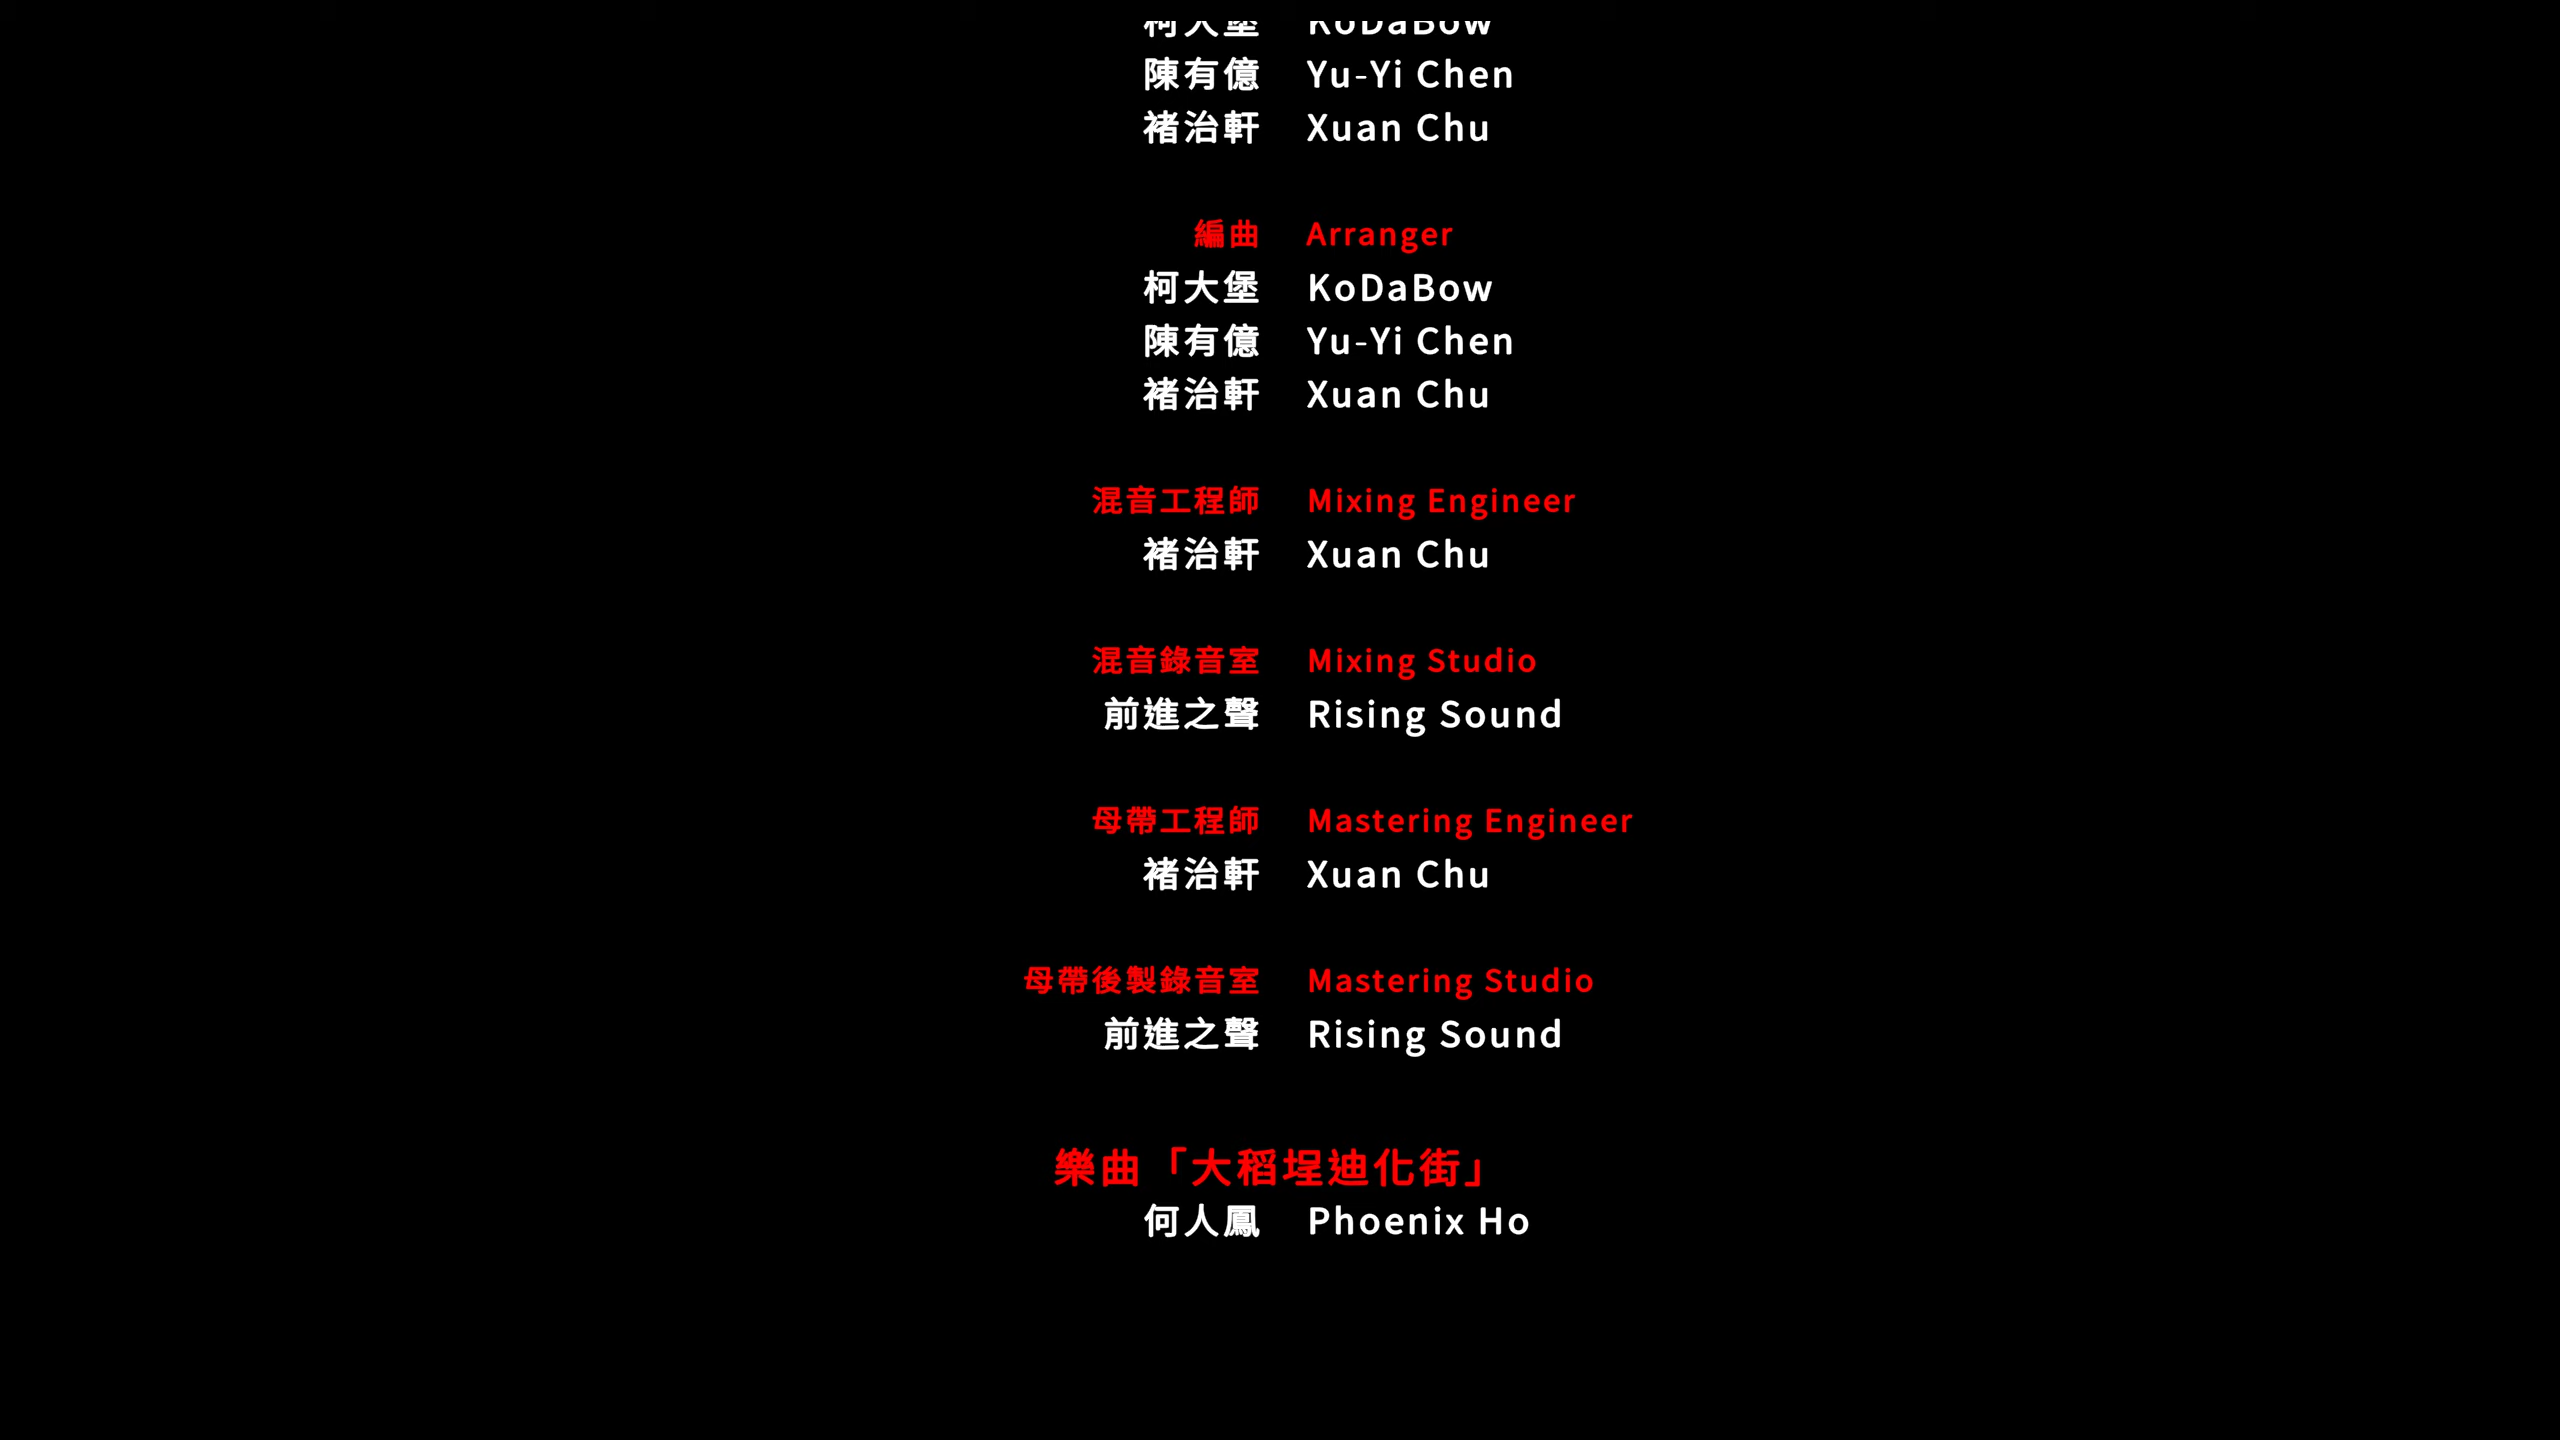 柯大堡 KoDaBow
陳有億 Yu-Yi Chen
褚治軒 Xuan Chu
編曲 Arranger
柯大堡 KoDaBow
陳有億 Yu-Yi Chen
褚治軒 Xuan Chu
混音工程師 Mixing Engineer
褚治軒 Xuan Chu
混音錄音室 Mixing Studio
前進之聲 Rising Sound
母帶工程師 Mastering Engineer
褚治軒 Xuan Chu
母帶後製錄音室 Mastering Studio
前進之聲 Rising Sound
樂曲「大稻埕迪化街」
何人鳳 Phoenix Ho